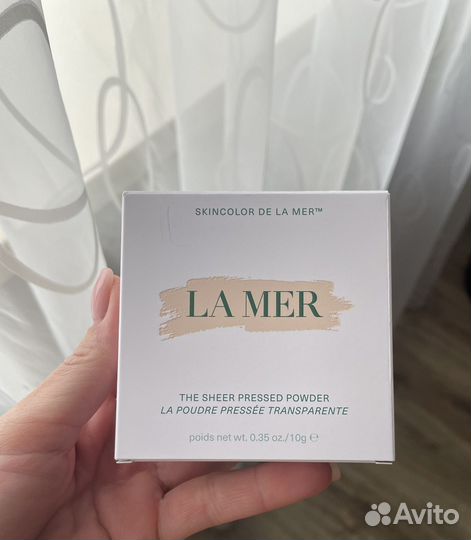 SKINCOLOR DE LA MER™
LA MER
THE SHEER PRESSED POWDER
LA POUDRE PRESSÉE TRANSPARENTE
poids net wt. 0.35 oz./10g ℮
Avito